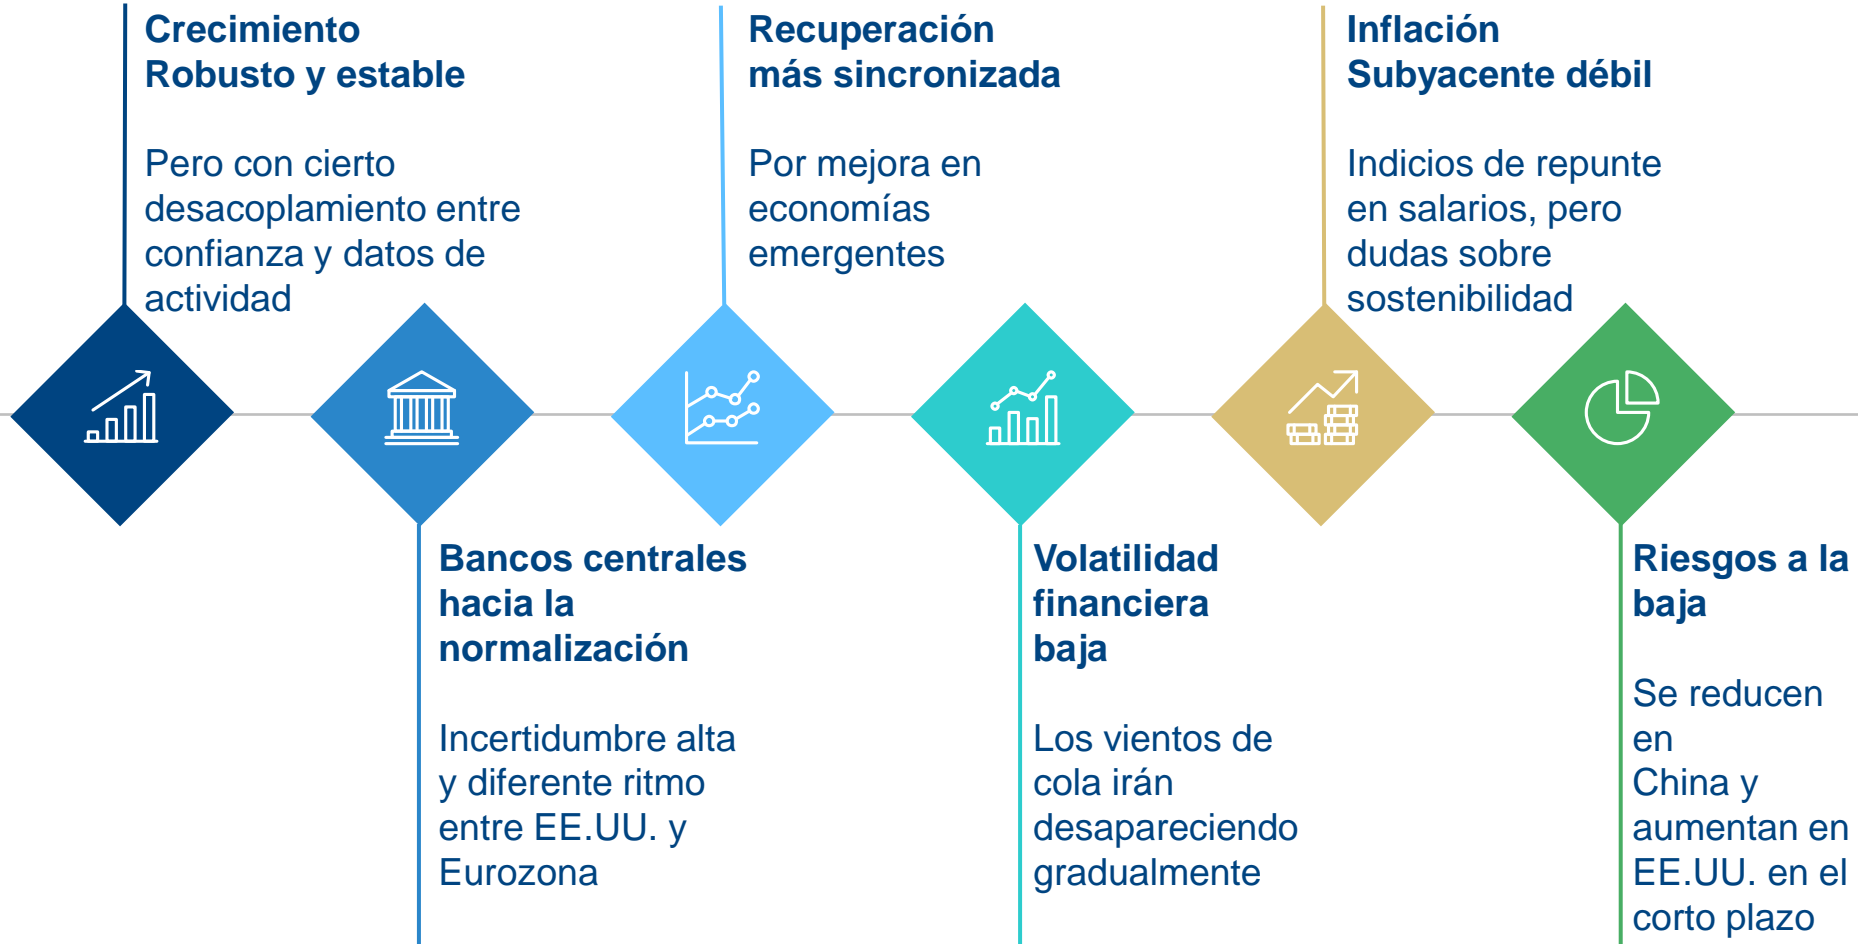 Crecimiento
Robusto y estable
Pero con cierto
desacoplamiento entre
confianza y datos de
actividad
Bancos centrales
hacia la
normalización
Incertidumbre alta
y diferente ritmo
entre EE.UU. y
Eurozona
Recuperación
más sincronizada
Por mejora en
economías
emergentes
Volatilidad
financiera
baja
Los vientos de
cola irán
desapareciendo
gradualmente
Inflación
Subyacente débil
Indicios de repunte
en salarios, pero
dudas sobre
sostenibilidad
Riesgos a la
baja
Se reducen
en
China y
aumentan en
EE.UU. en el
corto plazo